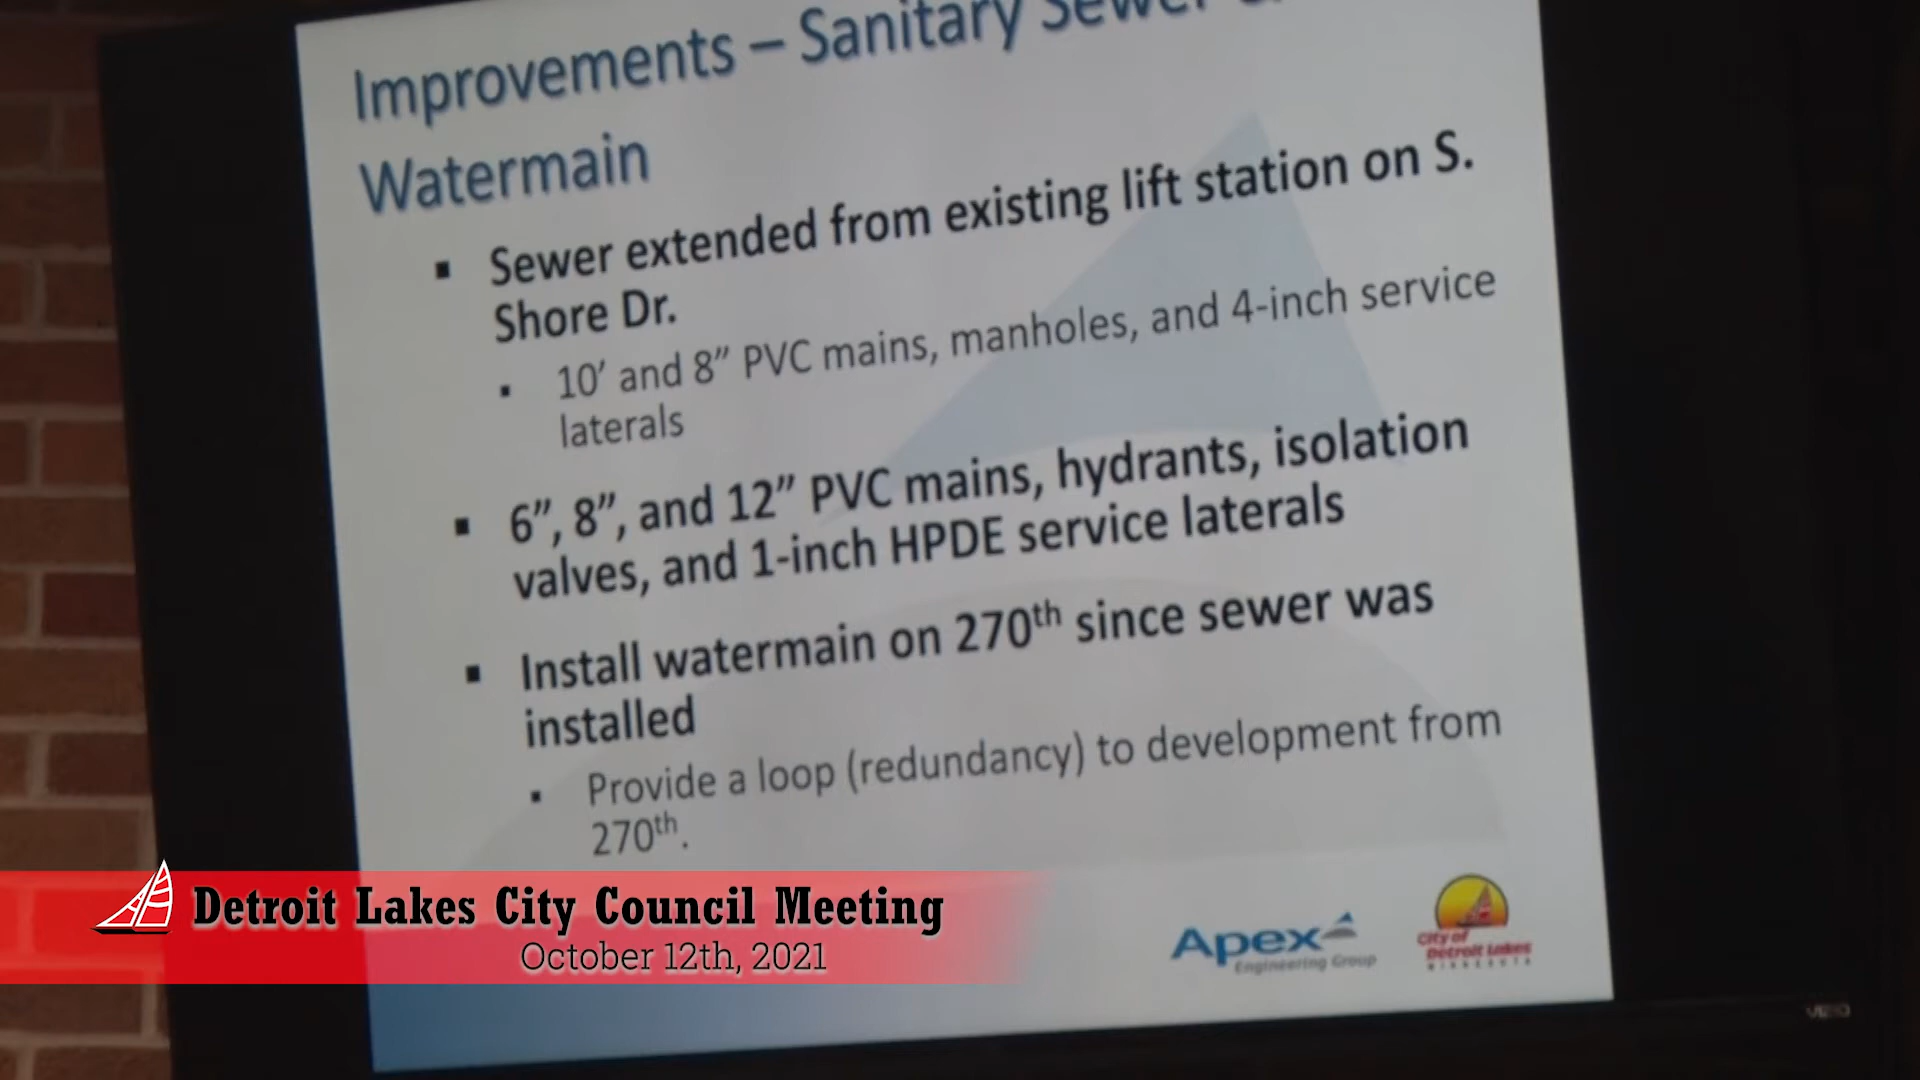 Improvements – Sanitary Sewer &
Watermain
▪ Sewer extended from existing lift station on S.
Shore Dr.
▪ 10’ and 8” PVC mains, manholes, and 4-inch service
laterals
▪ 6”, 8”, and 12” PVC mains, hydrants, isolation
valves, and 1-inch HPDE service laterals
▪ Install watermain on 270th since sewer was
installed
▪ Provide a loop (redundancy) to development from
270th.
Detroit Lakes City Council Meeting
October 12th, 2021
Apex
Engineering Group
City of
Detroit Lakes
MINNESOTA
VIZIO